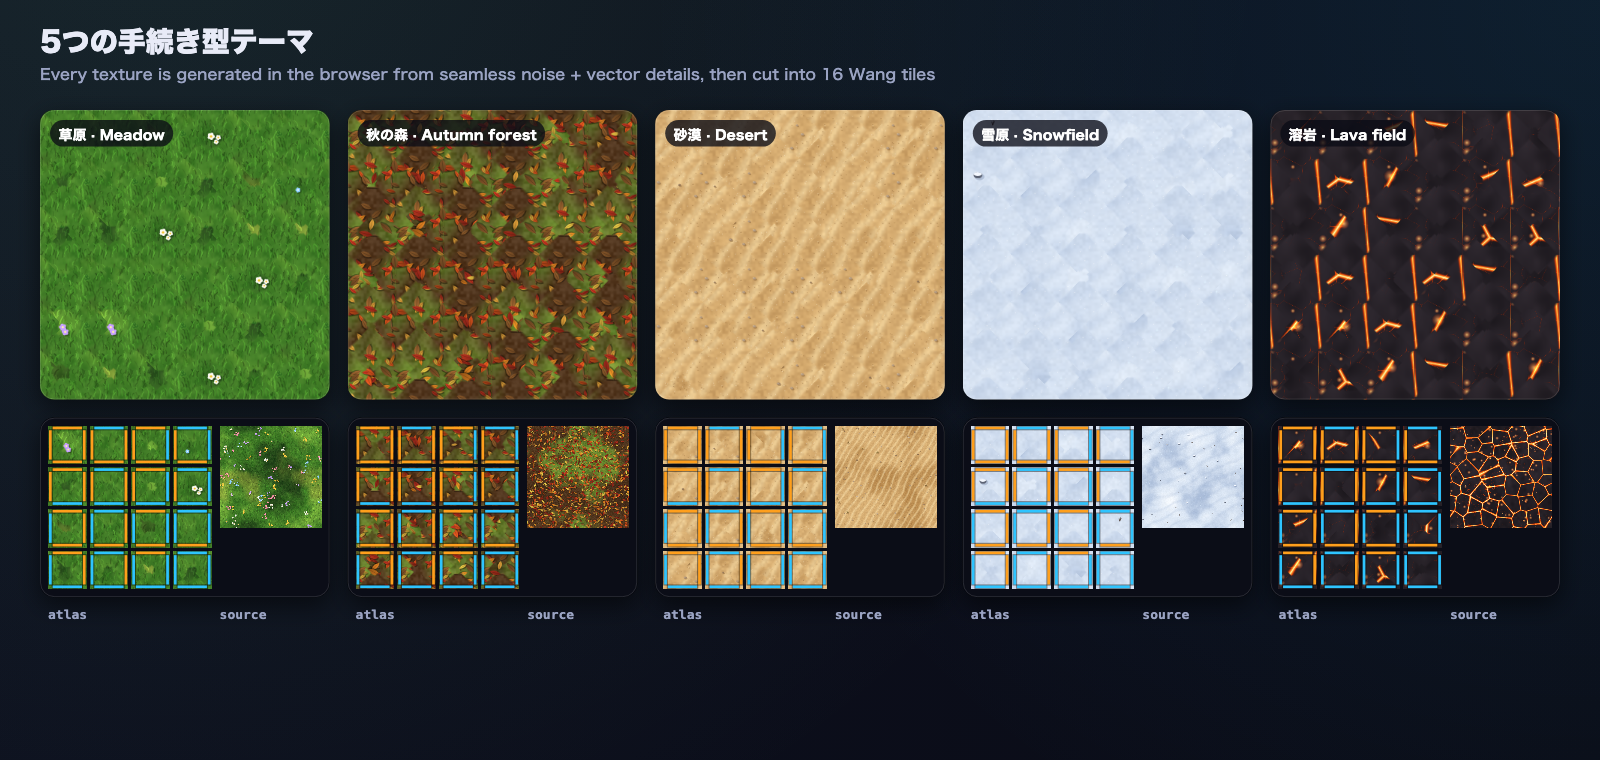 5つの手続き型テーマ
Every texture is generated in the browser from seamless noise + vector details, then cut into 16 Wang tiles
草原 · Meadow
秋の森 · Autumn forest
砂漠 · Desert
雪原 · Snowfield
溶岩 · Lava field
atlas
source
atlas
source
atlas
source
atlas
source
atlas
source